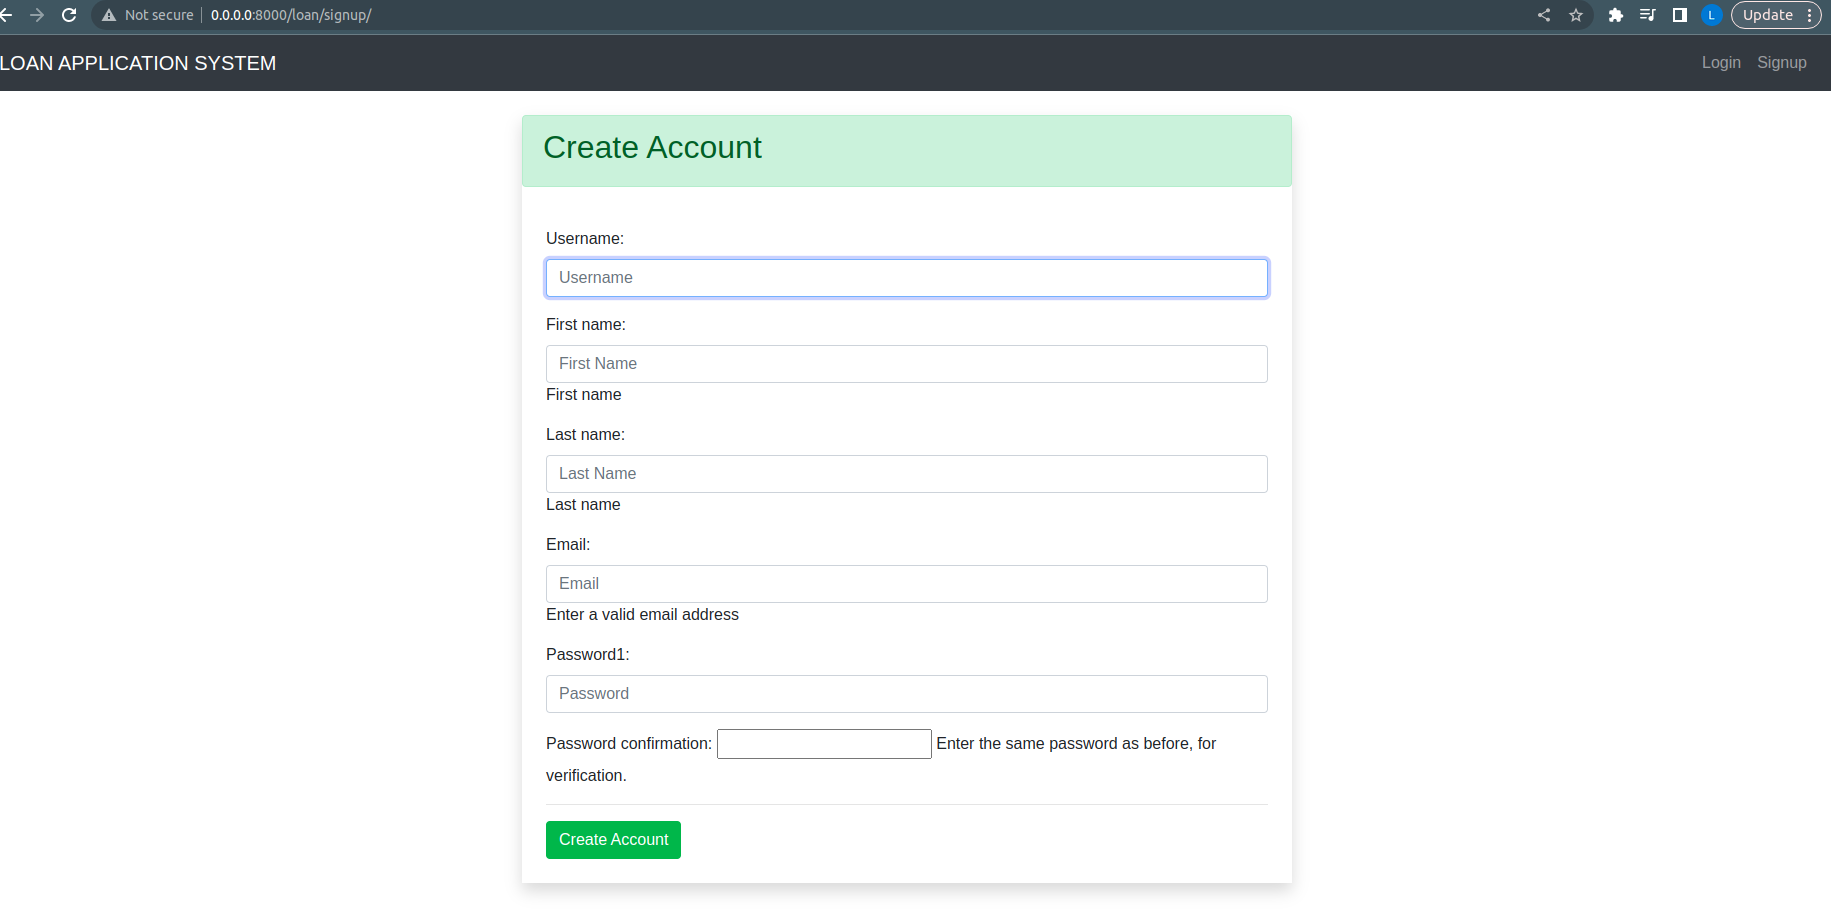 Not secure 0.0.0.0:8000/loan/signup/ L Update
LOAN APPLICATION SYSTEM Login Signup
Create Account
Username:
Username
First name:
First Name
First name
Last name:
Last Name
Last name
Email:
Email
Enter a valid email address
Password1:
Password
Password confirmation: Enter the same password as before, for
verification.
Create Account